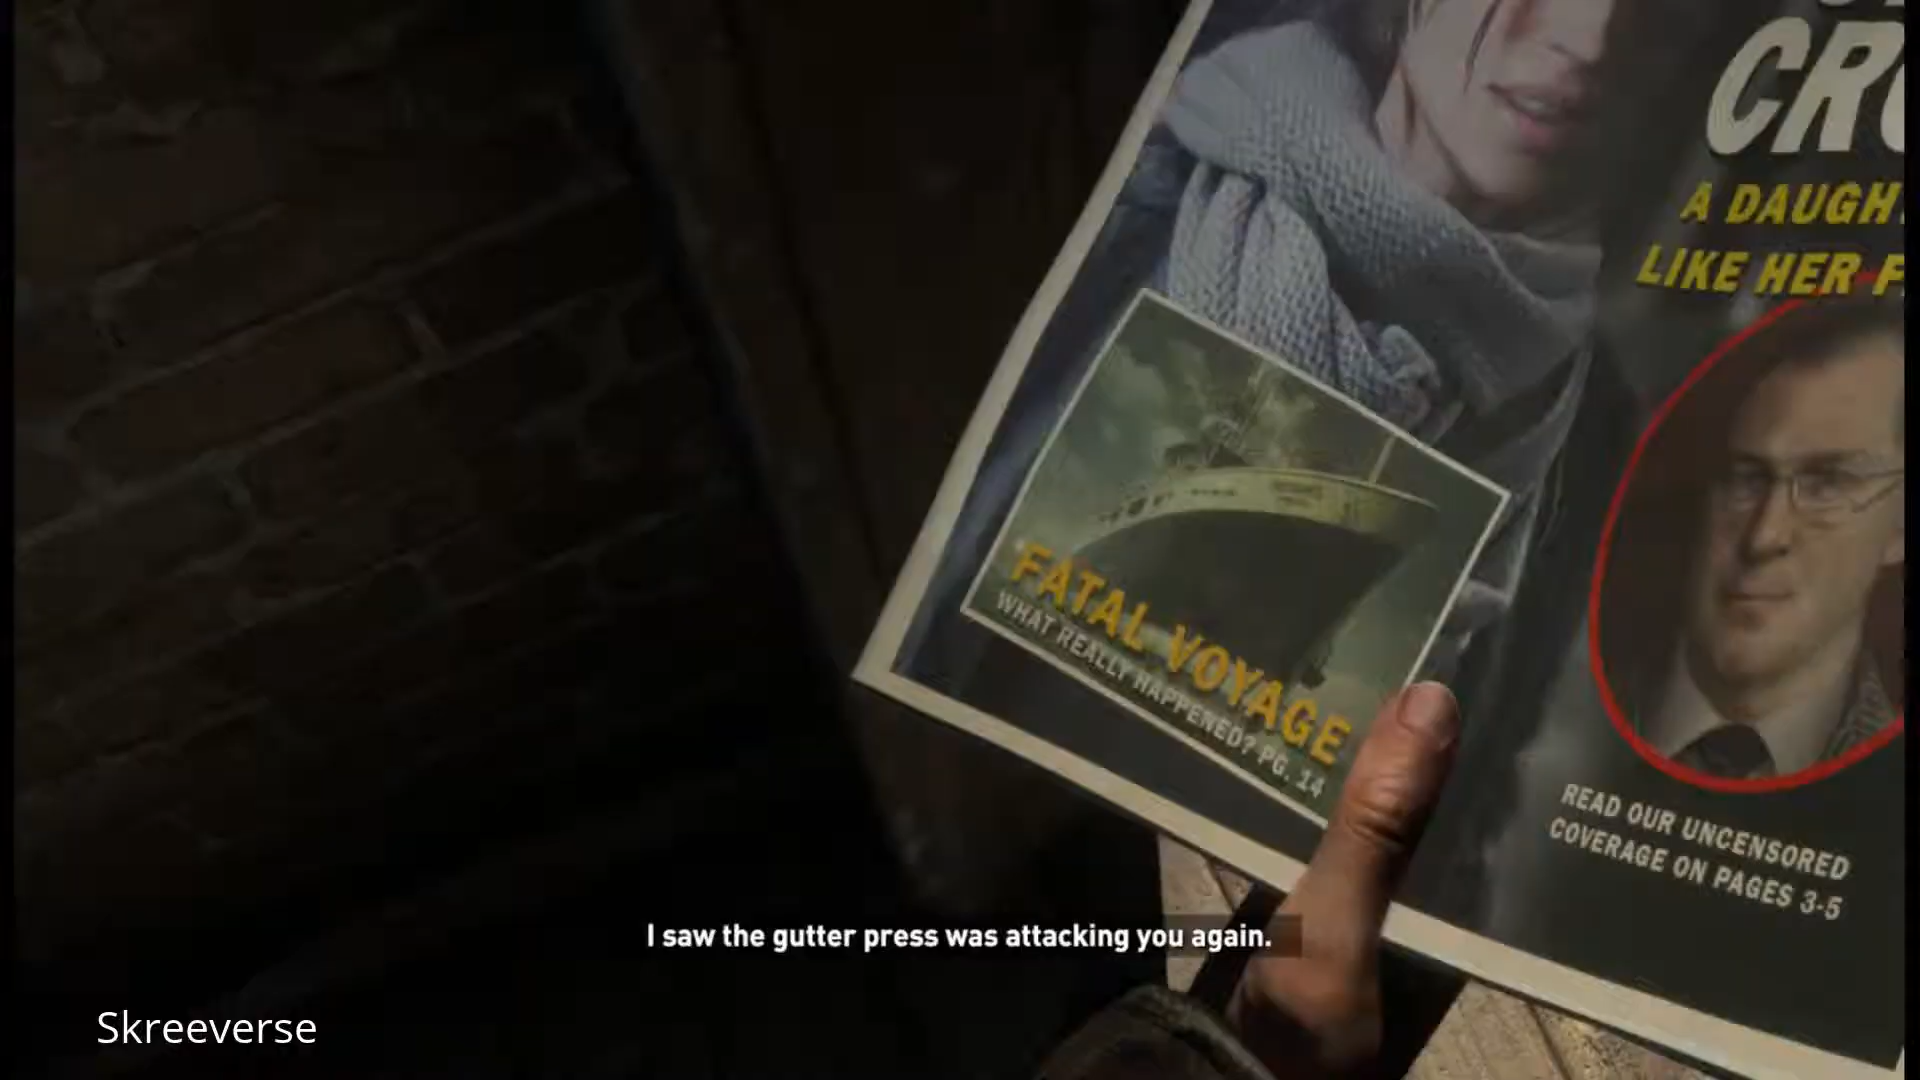 A DAUGH
LIKE HER F
FATAL VOYAGE
WHAT REALLY HAPPENED? PG. 14
READ OUR UNCENSORED
COVERAGE ON PAGES 3-5
I saw the gutter press was attacking you again.
Skreeverse